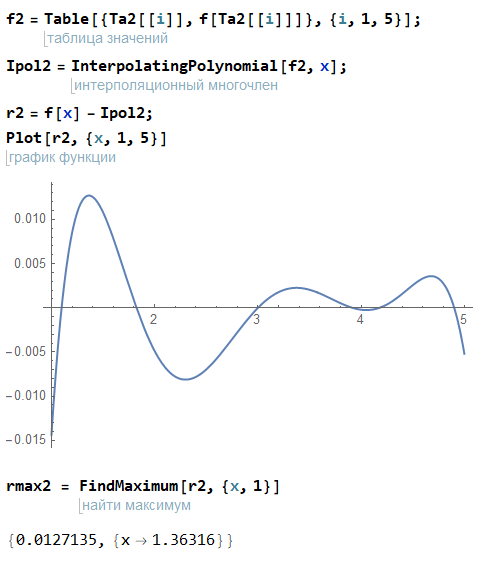 f2 = Table[{Ta2[[i]], f[Ta2[[i]]]}, {i, 1, 5}];
таблица значений
Ipol2 = InterpolatingPolynomial[f2, x];
интерполяционный многочлен
r2 = f[x] - Ipol2;
Plot[r2, {x, 1, 5}]
график функции
0.010
0.005
2 3 4 5
-0.005
-0.010
-0.015
rmax2 = FindMaximum[r2, {x, 1}]
найти максимум
{0.0127135, {x → 1.36316}}